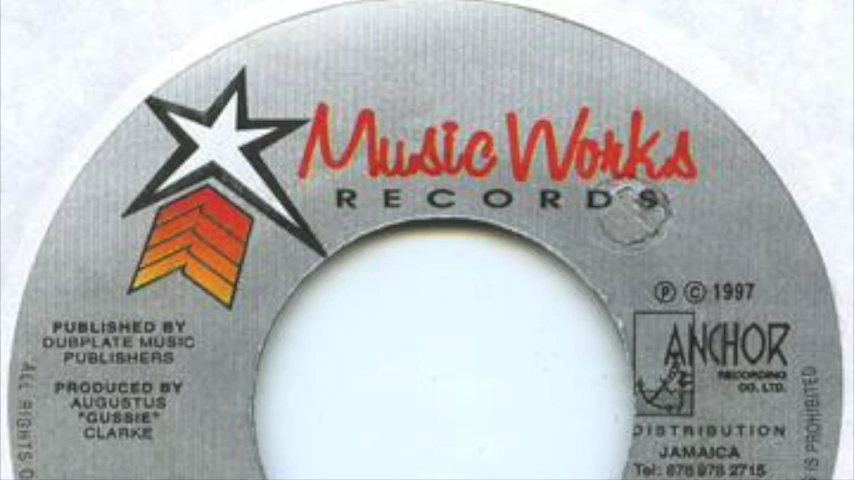 Music Works
RECORDS
PUBLISHED BY
DUBPLATE MUSIC
PUBLISHERS
PRODUCED BY
AUGUSTUS
"GUSSIE"
CLARKE
Ⓟ © 1997
ANCHOR
RECORDING
CO. LTD.
DISTRIBUTION
JAMAICA
Tel: 876 978 2715
ALL RIGHTS
IS PROHIBITED